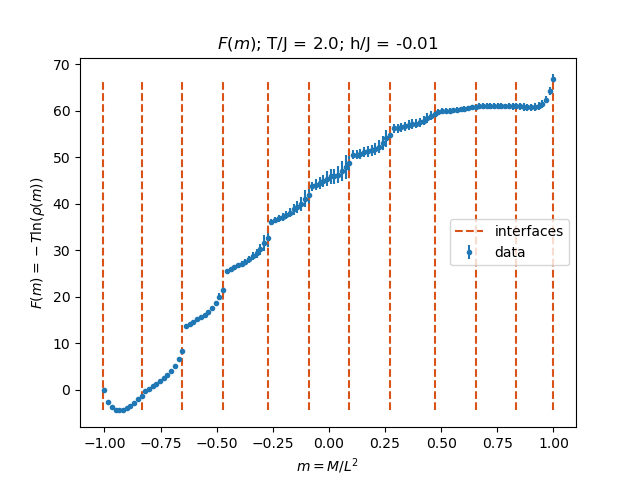 F(m); T/J = 2.0; h/J = -0.01
70
60
50
40
30
20
10
0
F(m) = − T ln(ρ(m))
interfaces
data
−1.00 −0.75 −0.50 −0.25 0.00 0.25 0.50 0.75 1.00
m = M/L²